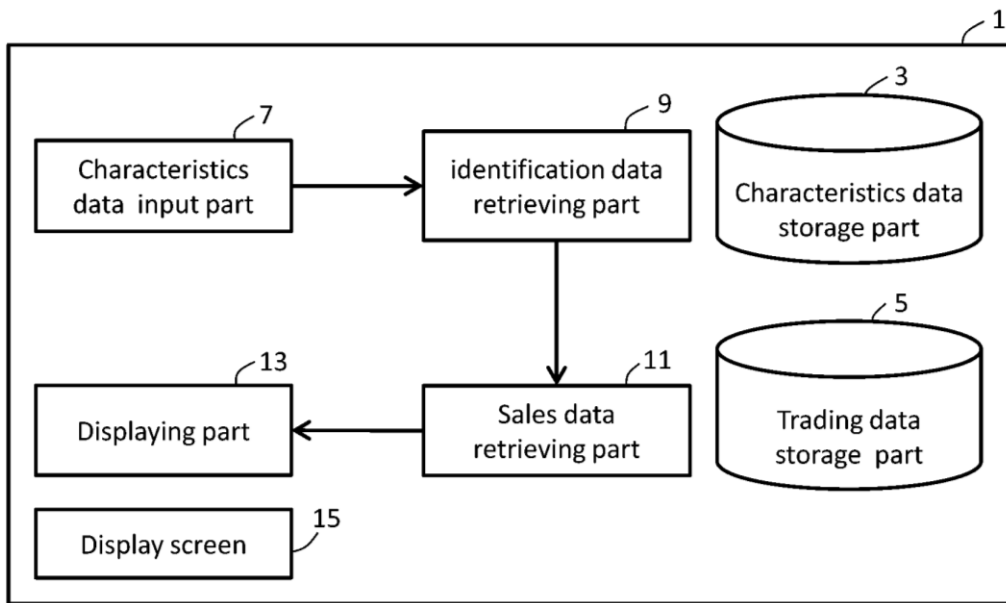 1
7
Characteristics
data input part
9
identification data
retrieving part
3
Characteristics data
storage part
13
Displaying part
11
Sales data
retrieving part
5
Trading data
storage part
15
Display screen